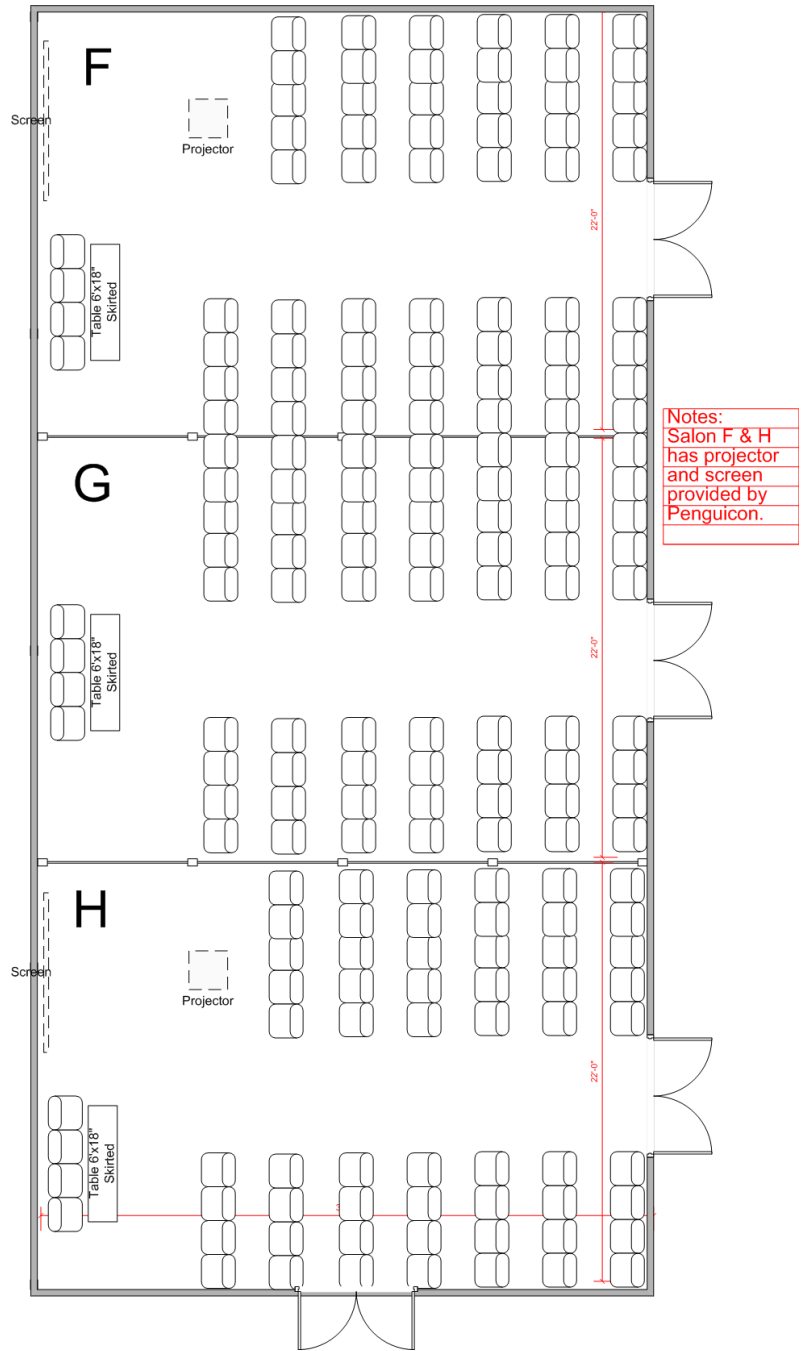 F
Screen
Projector
22'-0"
Table 6'x18"
Skirted
Notes:
Salon F & H
has projector
and screen
provided by
Penguicon.
G
22'-0"
Table 6'x18"
Skirted
H
Screen
Projector
22'-0"
Table 6'x18"
Skirted